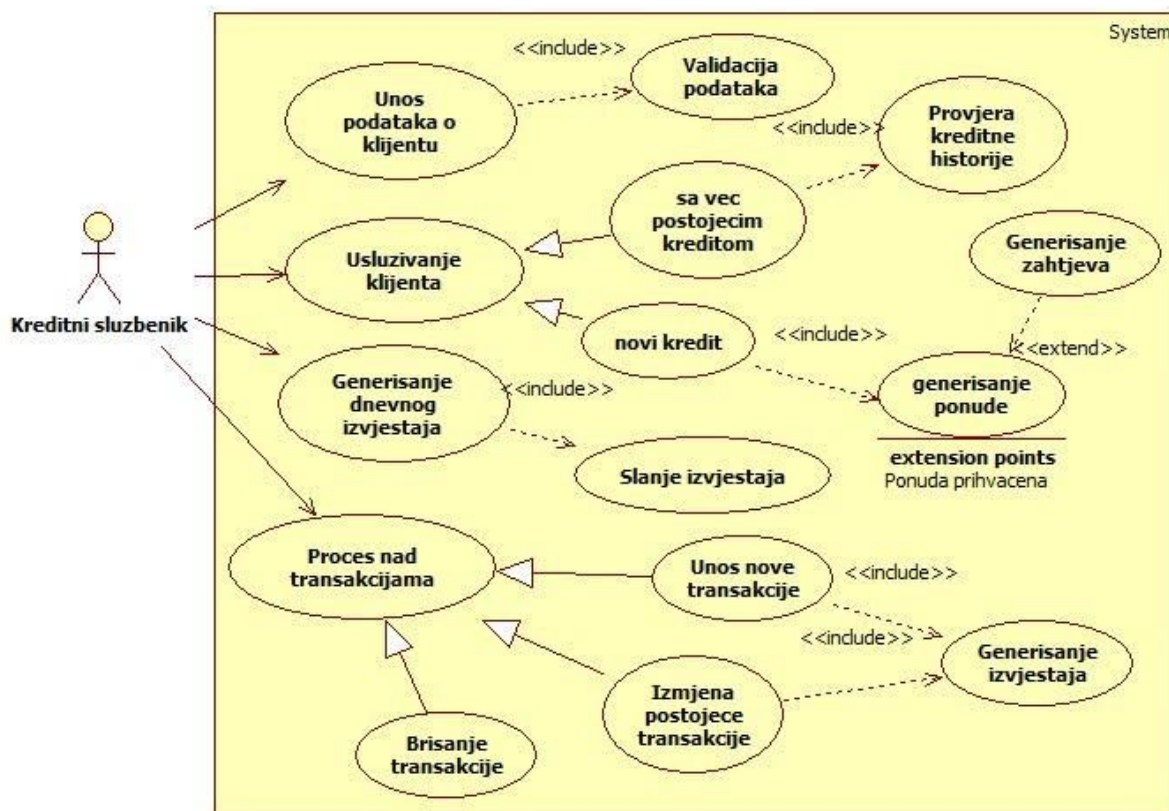 System
<<include>>
Validacija
podataka
Unos
podataka o
klijentu
<<include>>
Provjera
kreditne
historije
sa vec
postojecim
kreditom
Usluzivanje
klijenta
Generisanje
zahtjeva
Kreditni sluzbenik
novi kredit
<<include>>
<<extend>>
generisanje
ponude
extension points
Ponuda prihvacena
Generisanje
dnevnog
izvjestaja
<<include>>
Slanje izvjestaja
Proces nad
transakcijama
Unos nove
transakcije
<<include>>
<<include>>
Generisanje
izvjestaja
Izmjena
postojece
transakcije
Brisanje
transakcije